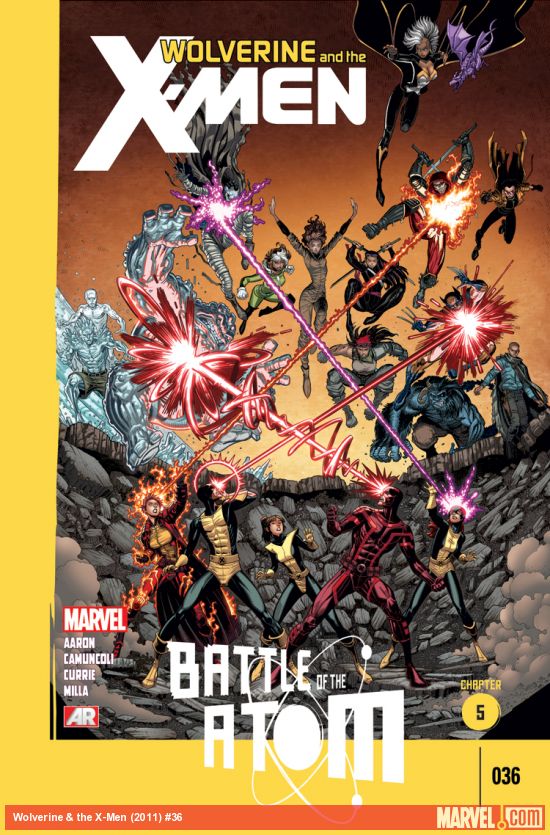 WOLVERINE and the
X-MEN
MARVEL
AARON
CAMUNCOLI
CURRIE
MILLA
AR
BATTLE OF THE
ATOM
CHAPTER
5
036
Wolverine & the X-Men (2011) #36
MARVEL.COM